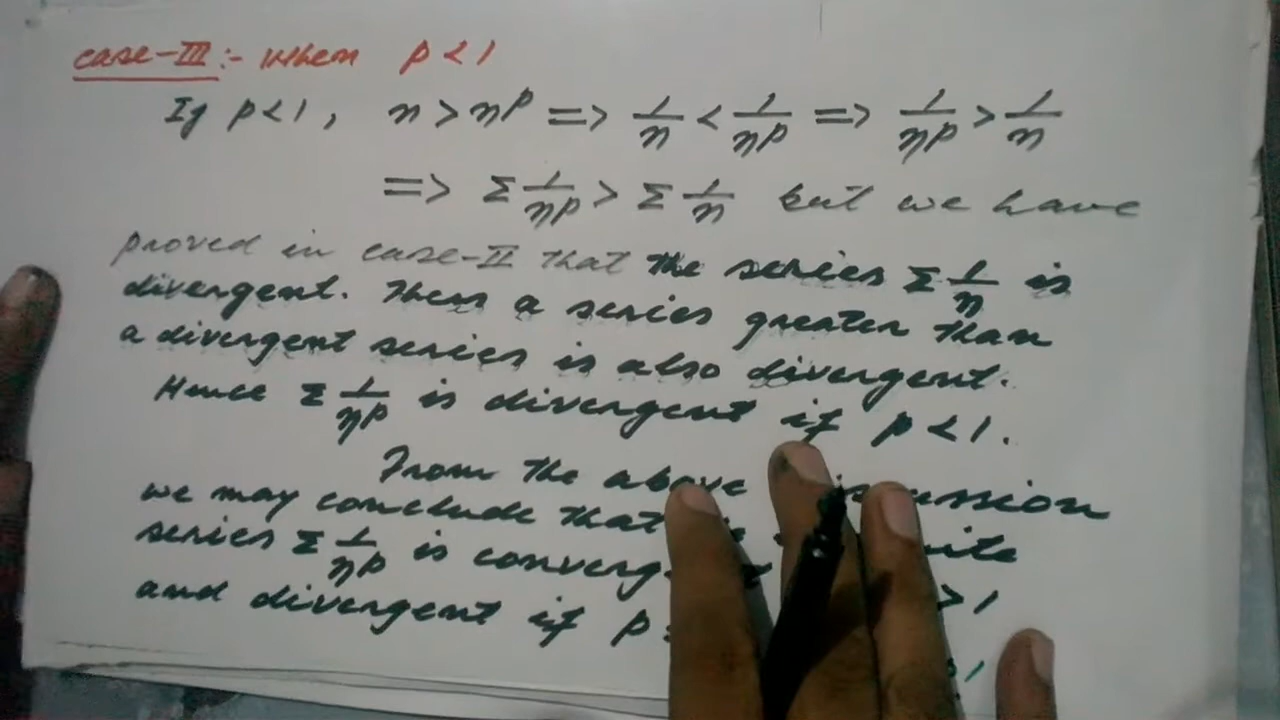 case-III:- When p < 1
If p < 1, n > n^p => 1/n < 1/n^p => 1/n^p > 1/n
=> Σ 1/n^p > Σ 1/n but we have
proved in case-II that the series Σ 1/n is
divergent. Then a series greater than
a divergent series is also divergent.
Hence Σ 1/n^p is divergent if p < 1.
From the above
we may conclude that
series Σ 1/n^p is > 1
and divergent if p